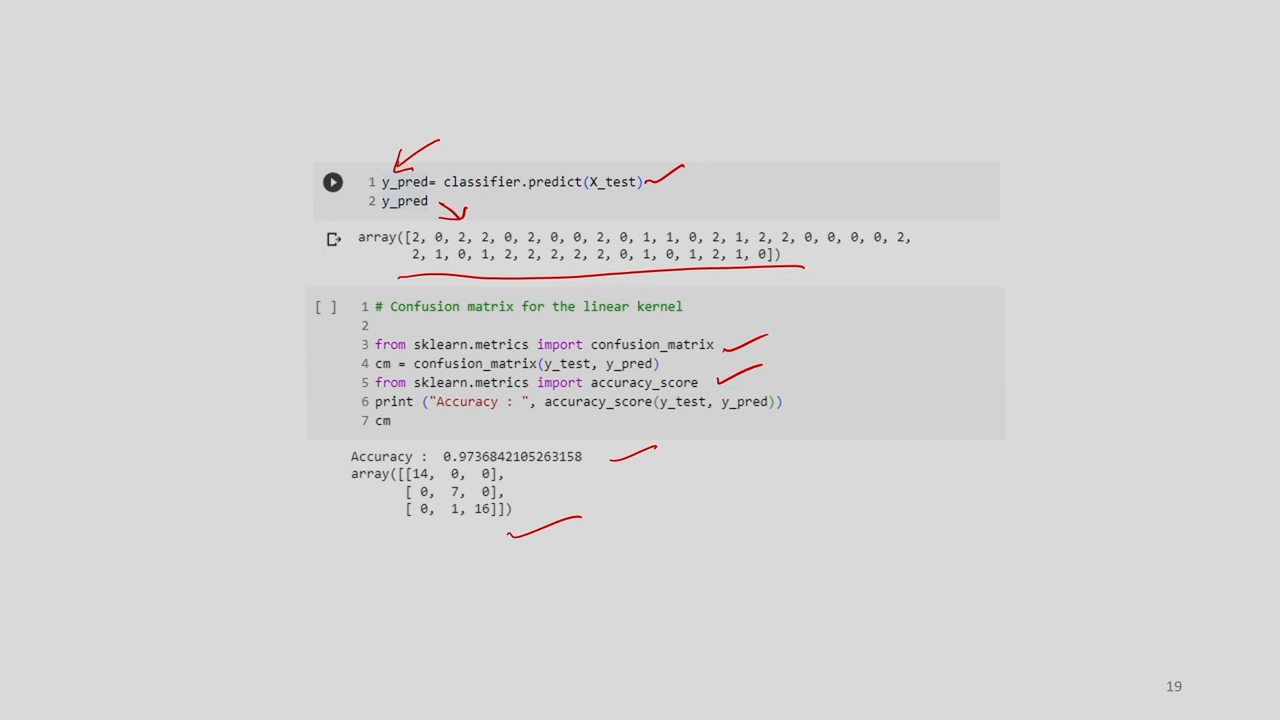 1 y_pred= classifier.predict(X_test)
2 y_pred
array([2, 0, 2, 2, 0, 2, 0, 0, 2, 0, 1, 1, 0, 2, 1, 2, 2, 0, 0, 0, 0, 2,
2, 1, 0, 1, 2, 2, 2, 2, 2, 0, 1, 0, 1, 2, 1, 0])
[ ] 1 # Confusion matrix for the linear kernel
2
3 from sklearn.metrics import confusion_matrix
4 cm = confusion_matrix(y_test, y_pred)
5 from sklearn.metrics import accuracy_score
6 print ("Accuracy : ", accuracy_score(y_test, y_pred))
7 cm
Accuracy :  0.9736842105263158
array([[14,  0,  0],
[ 0,  7,  0],
[ 0,  1, 16]])
19